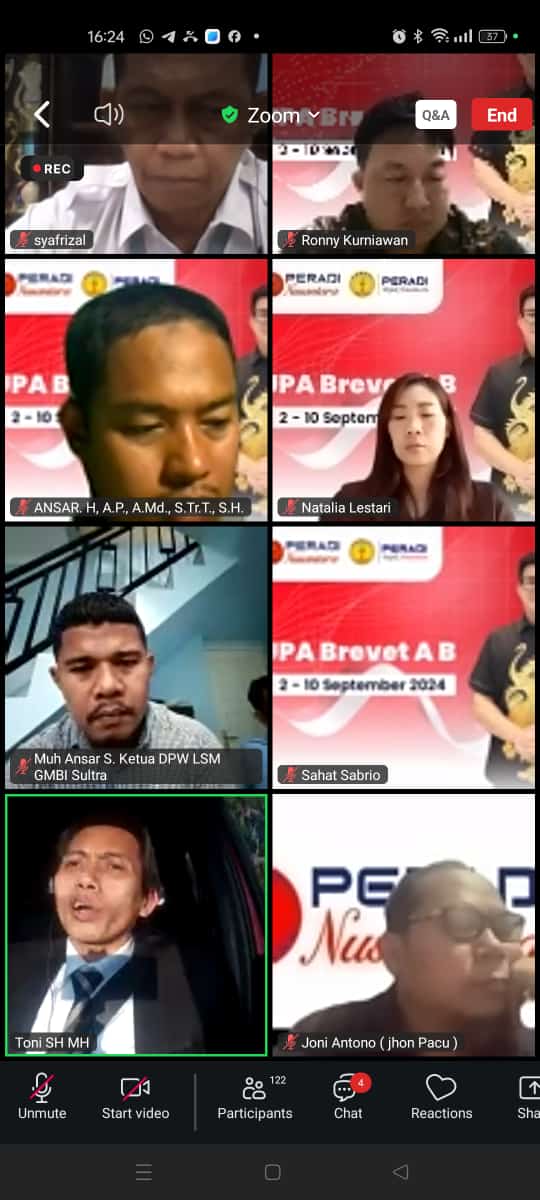 16:24
37
Zoom
Q&A
End
REC
syafrizal
2 - 10
Ronny Kurniawan
PERADI
Nusantara
PERADI
UPA B
2 - 10 S
ANSAR. H, A.P., A.Md., S.Tr.T., S.H.
PERADI
Nusantara
PERADI
UPA Brevet A B
2 - 10 Septem
Natalia Lestari
Muh Ansar S. Ketua DPW LSM
GMBI Sultra
PERADI
Nusantara
PERADI
UPA Brevet A B
2 - 10 September 2024
Sahat Sabrio
Toni SH MH
PE
Nus
Joni Antono ( jhon Pacu )
122
4
Unmute
Start video
Participants
Chat
Reactions
Sha